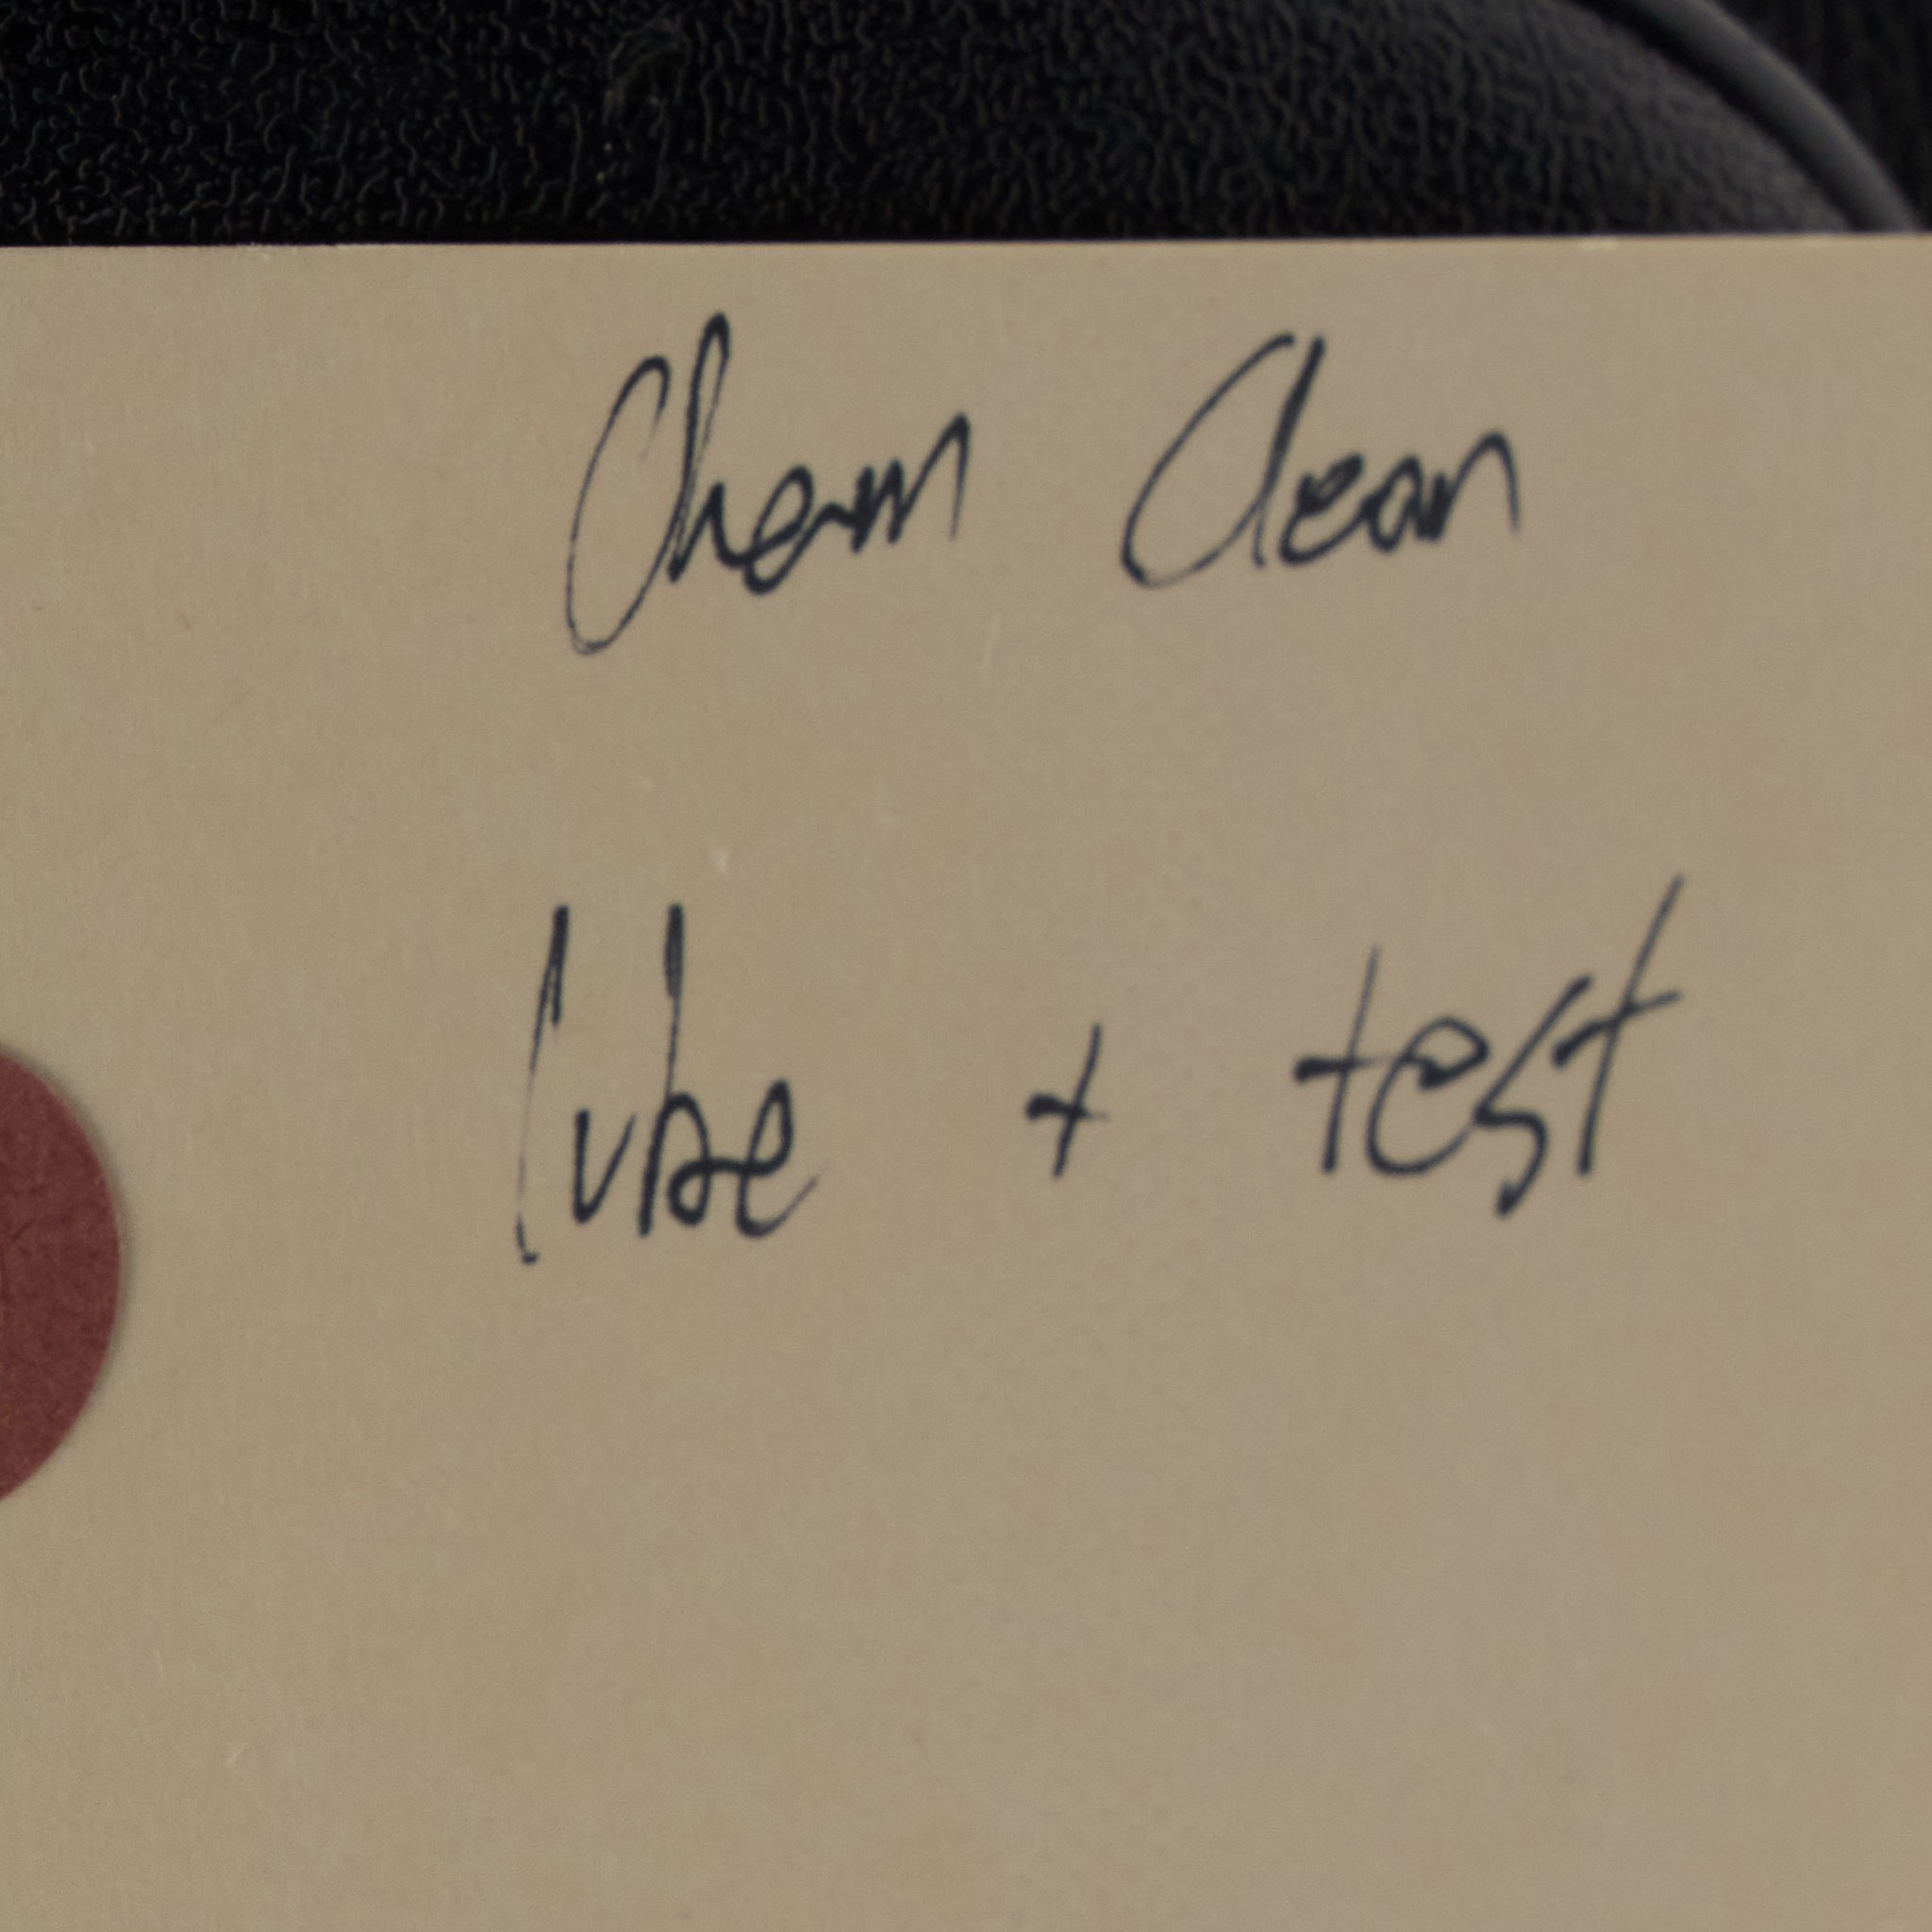 Chem Clean
lube + test